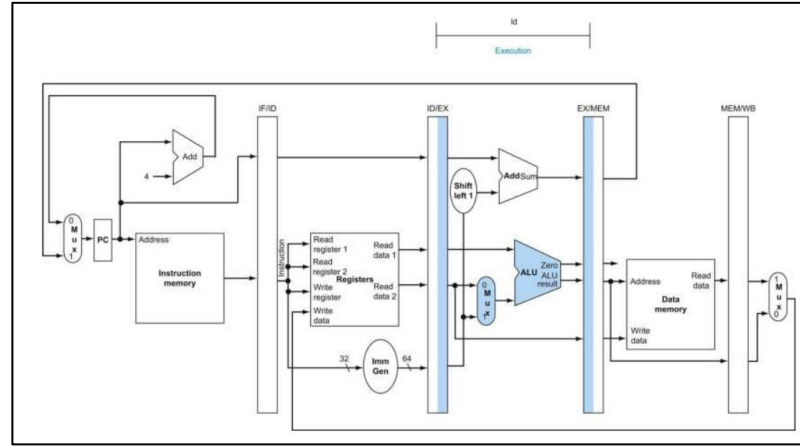 ld
Execution
IF/ID
ID/EX
EX/MEM
MEM/WB
Add
4
0
M
u
x
1
PC
Address
Instruction
memory
Instruction
Read
register 1
Read
register 2
Write
register
Write
data
Registers
Read
data 1
Read
data 2
32
Imm
Gen
64
Shift
left 1
AddSum
0
M
u
x
1
ALU
Zero
ALU
result
Address
Write
data
Read
data
Data
memory
1
M
u
x
0